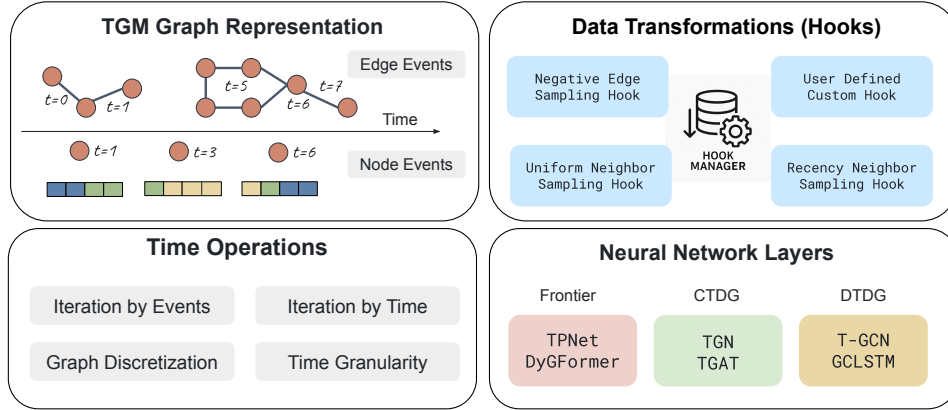 TGM Graph Representation
Edge Events
t=0
t=1
t=5
t=6
t=7
Time
t=1
t=3
t=6
Node Events
Data Transformations (Hooks)
Negative Edge
Sampling Hook
User Defined
Custom Hook
HOOK
MANAGER
Uniform Neighbor
Sampling Hook
Recency Neighbor
Sampling Hook
Time Operations
Iteration by Events
Iteration by Time
Graph Discretization
Time Granularity
Neural Network Layers
Frontier
CTDG
DTDG
TPNet
DyGFormer
TGN
TGAT
T-GCN
GCLSTM